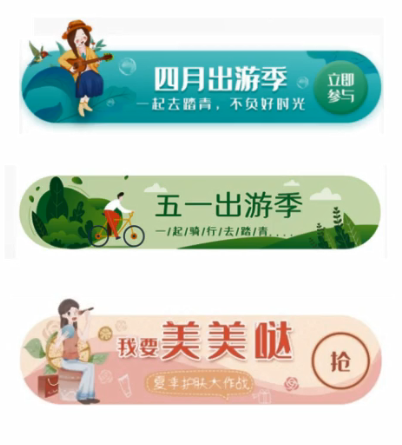 四月出游季
一起去踏青，不负好时光
立即
参与
五一出游季
一/起/骑/行/去/踏/青....
我要美美哒
夏季护肤大作战
抢